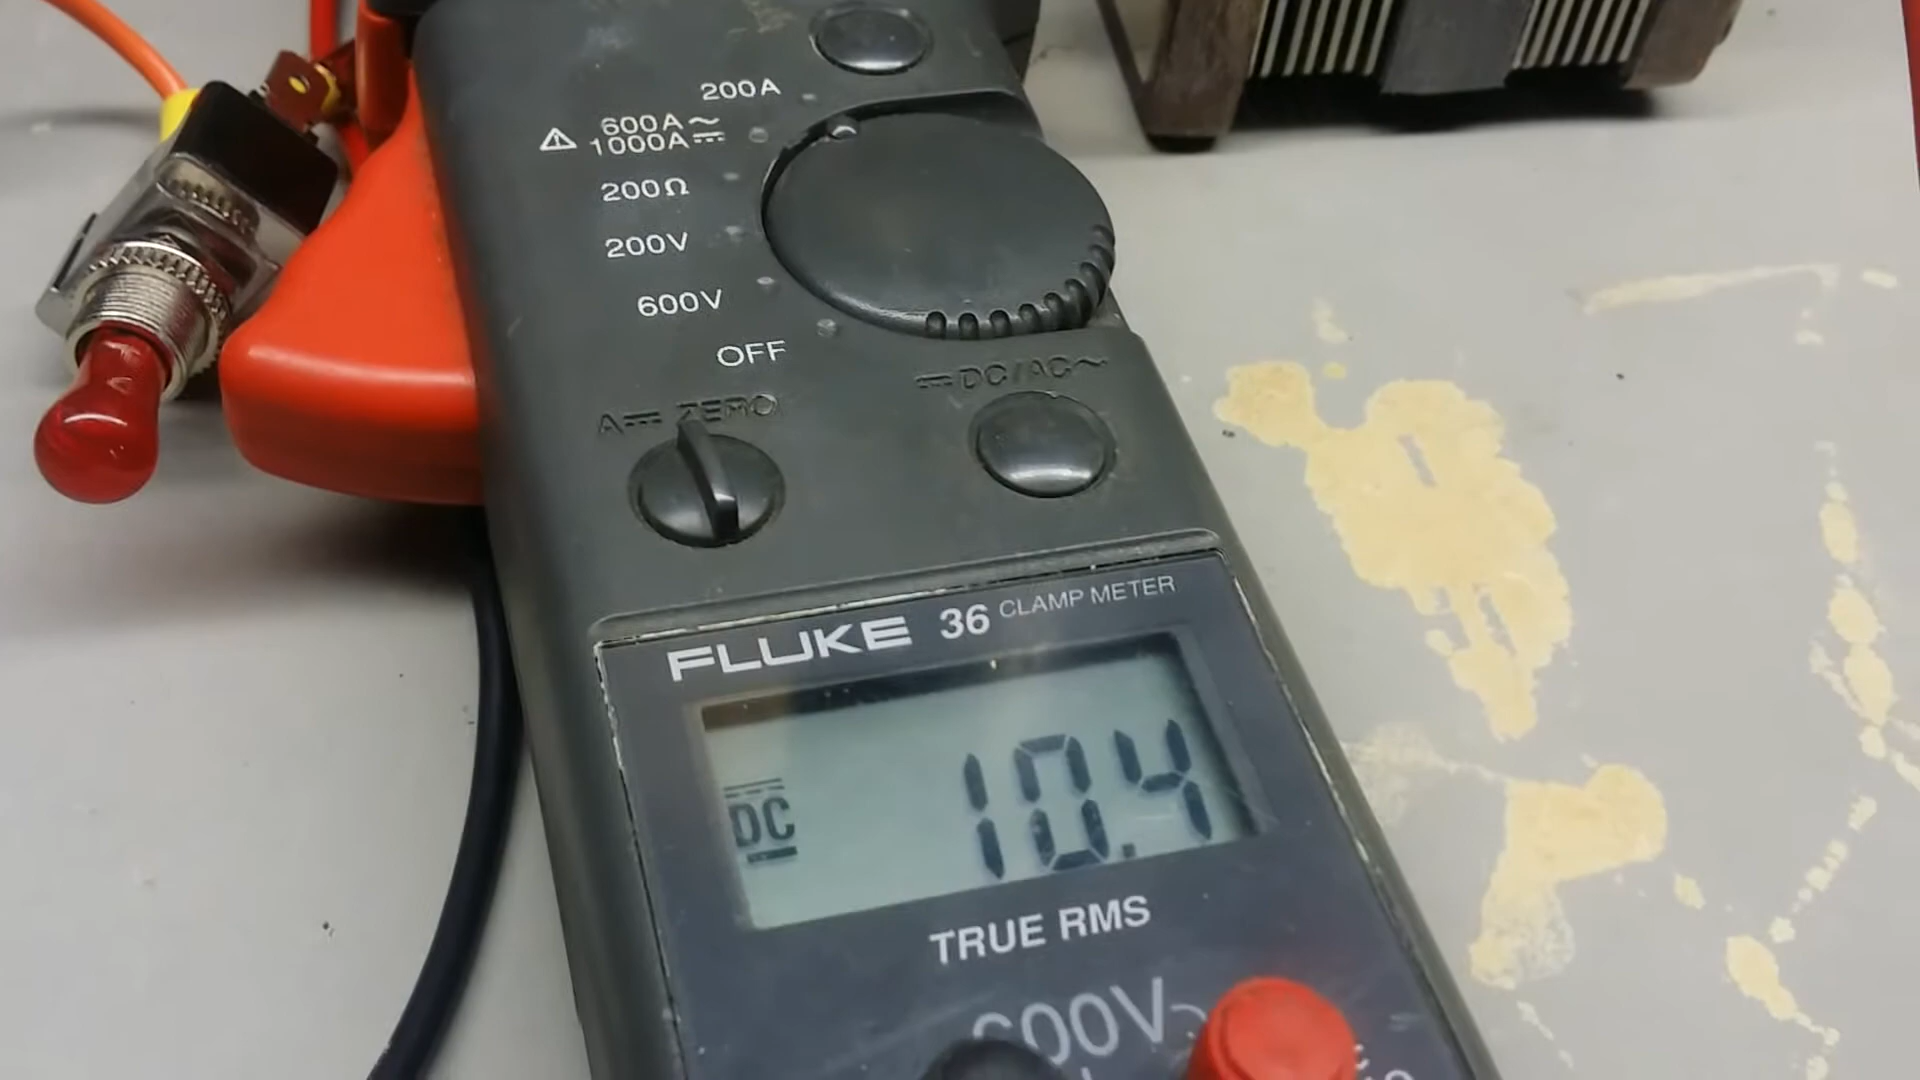 200A
600A~
1000A⎓
200Ω
200V
600V
OFF
A⎓ ZERO
⎓DC/AC~
FLUKE 36 CLAMP METER
DC
10.4
TRUE RMS
600V